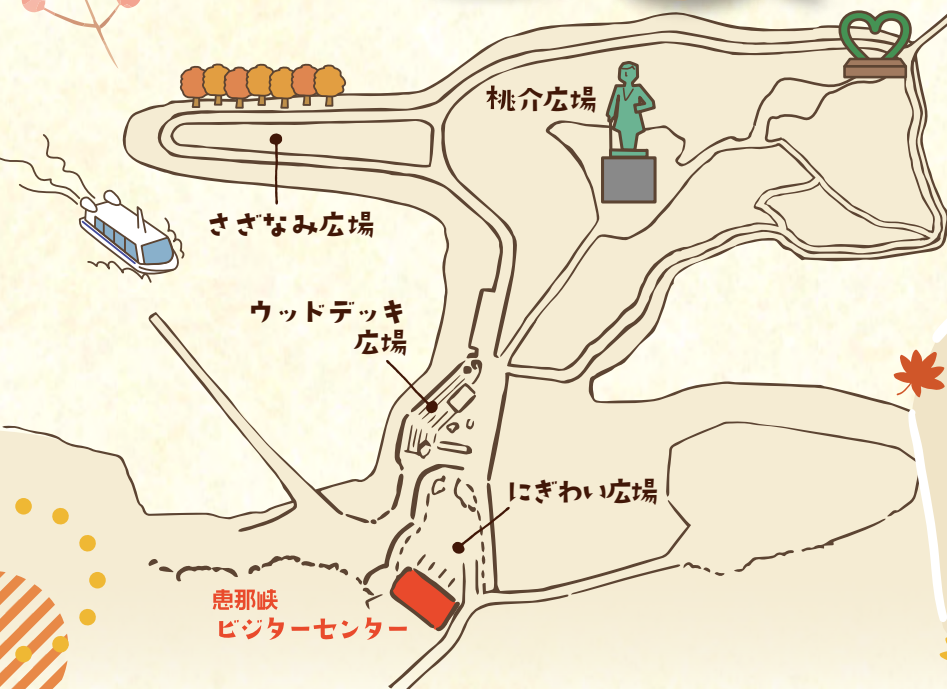 桃介広場
さざなみ広場
ウッドデッキ
広場
にぎわい広場
恵那峡
ビジターセンター